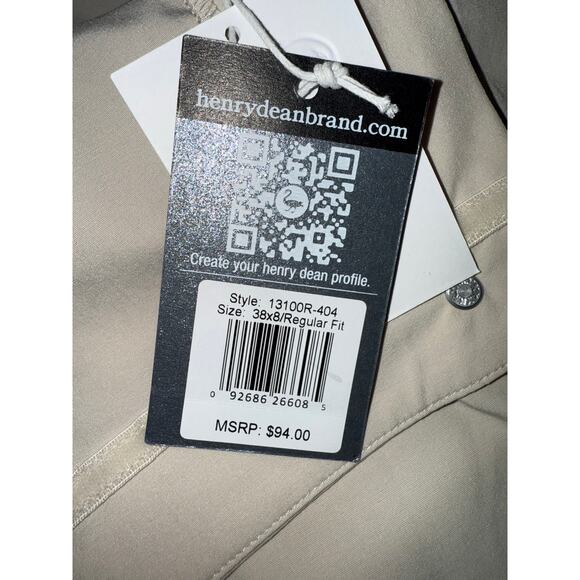 henrydeanbrand.com
Create your henry dean profile.
Style: 13100R-404
Size: 38x8/Regular Fit
0 92686 26608 5
MSRP: $94.00